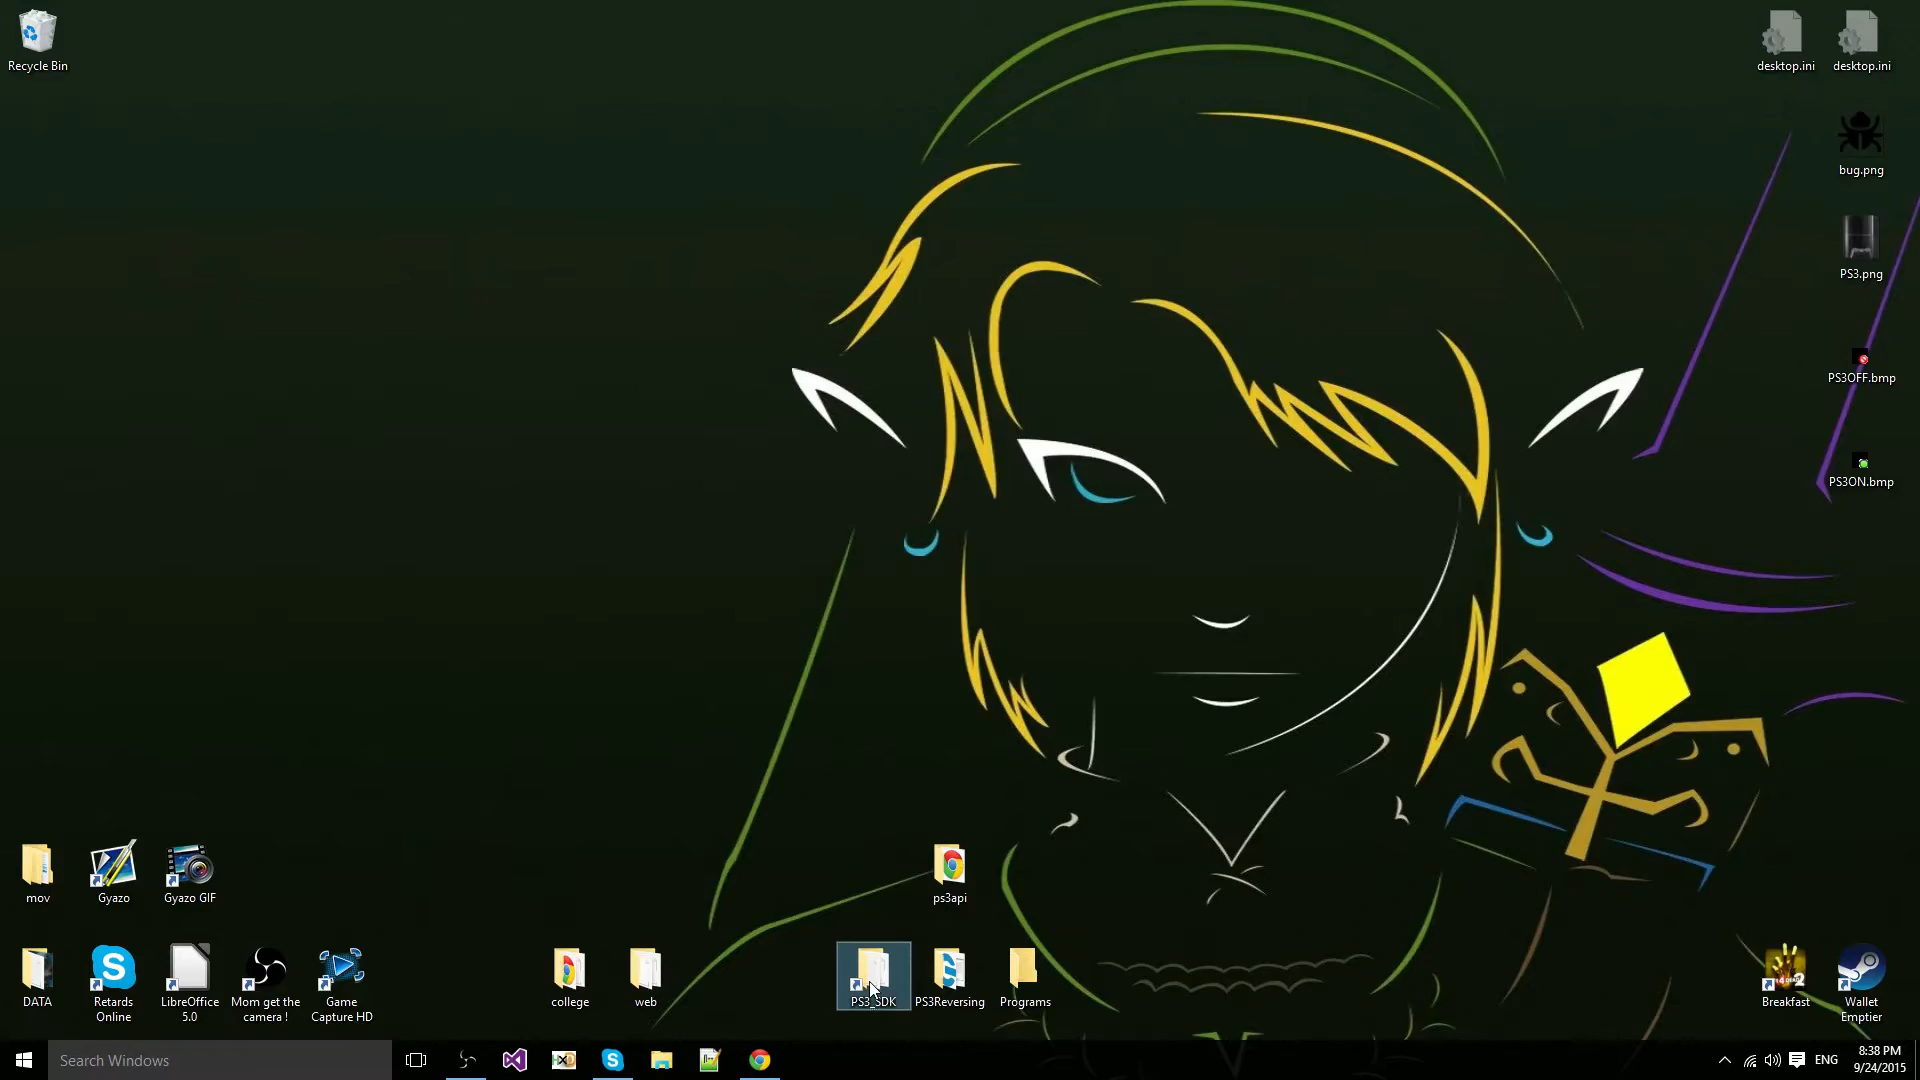 Recycle Bin
desktop.ini
desktop.ini
bug.png
PS3.png
PS3OFF.bmp
PS3ON.bmp
mov
Gyazo
Gyazo GIF
ps3api
DATA
Retards
Online
LibreOffice
5.0
Mom get the
camera !
Game
Capture HD
college
web
PS3_SDK
PS3Reversing
Programs
Breakfast
Wallet
Emptier
Search Windows
ENG
8:38 PM
9/24/2015